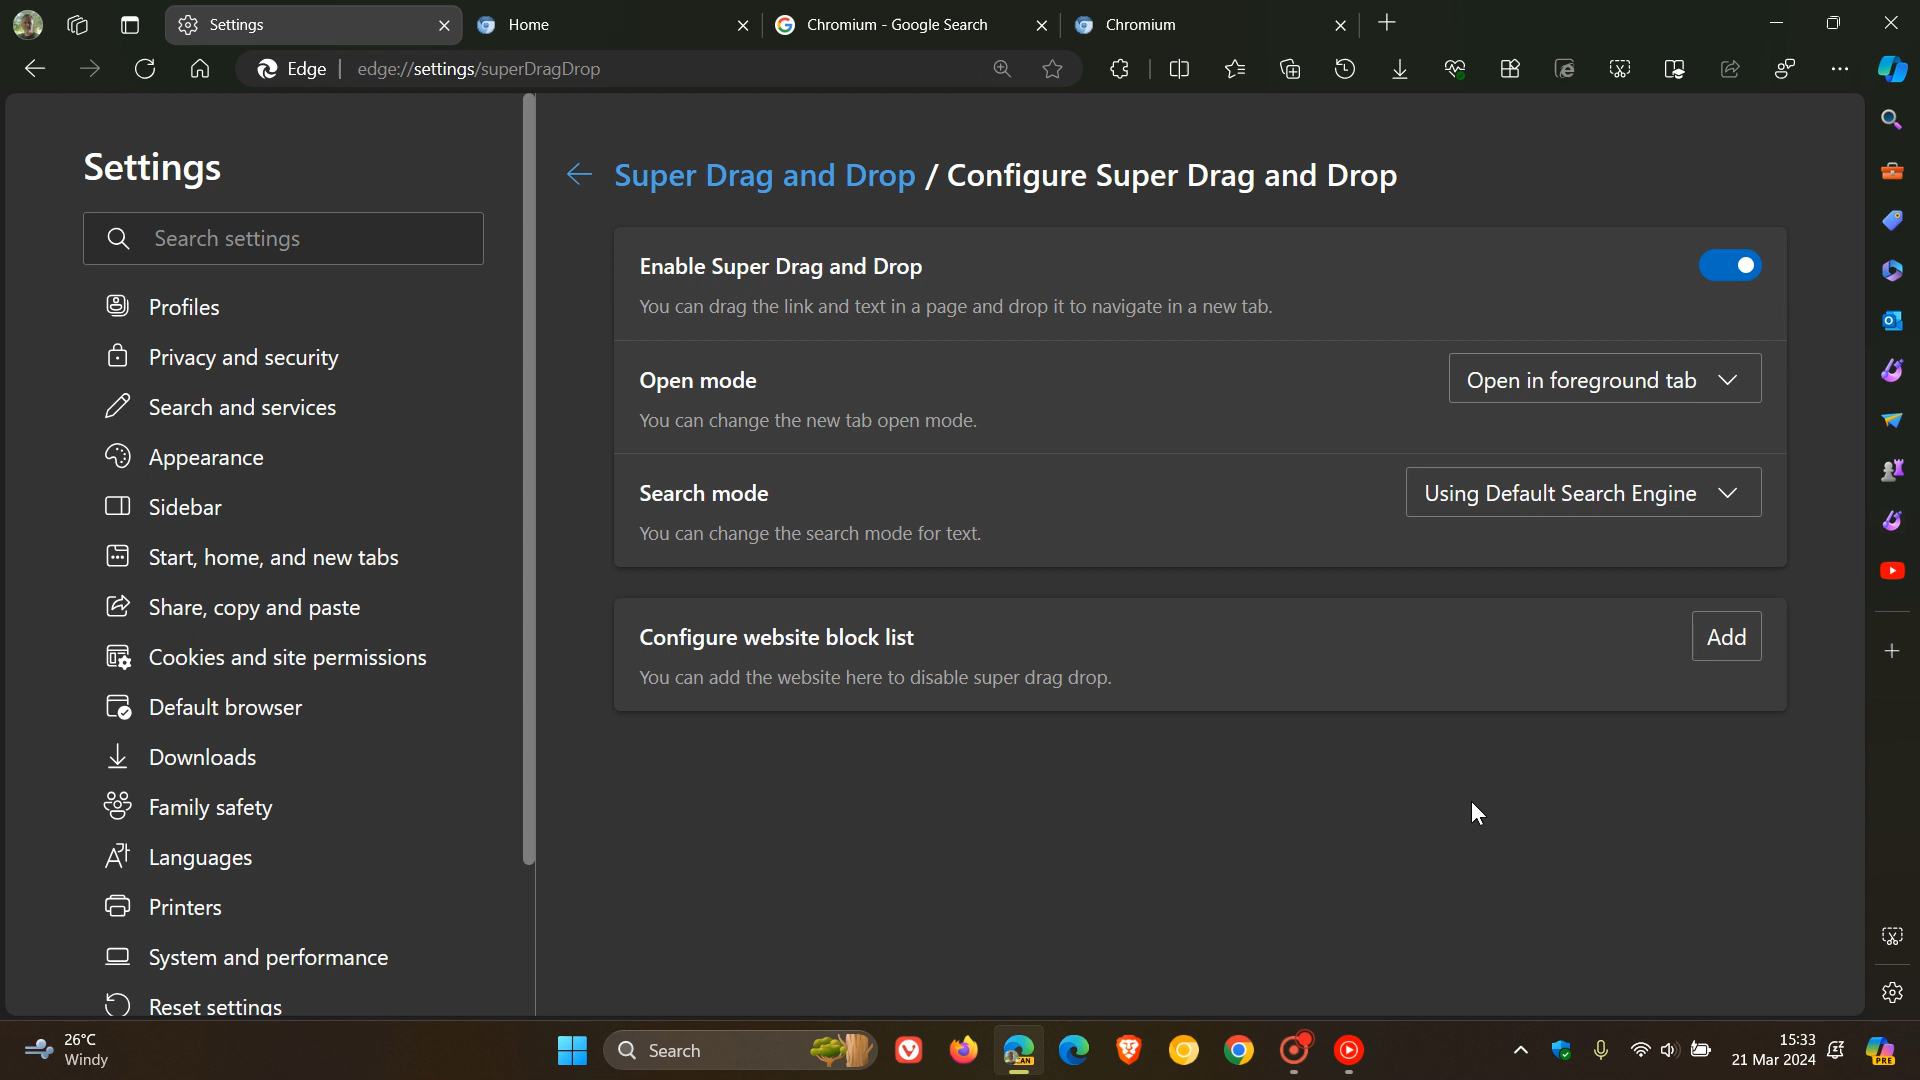 Settings
Home
Chromium - Google Search
Chromium
Edge
edge://settings/superDragDrop
Settings
Search settings
Profiles
Privacy and security
Search and services
Appearance
Sidebar
Start, home, and new tabs
Share, copy and paste
Cookies and site permissions
Default browser
Downloads
Family safety
Languages
Printers
System and performance
Reset settings
Super Drag and Drop / Configure Super Drag and Drop
Enable Super Drag and Drop
You can drag the link and text in a page and drop it to navigate in a new tab.
Open mode
Open in foreground tab
You can change the new tab open mode.
Search mode
Using Default Search Engine
You can change the search mode for text.
Configure website block list
Add
You can add the website here to disable super drag drop.
26°C
Windy
Search
CAN
15:33
21 Mar 2024
PRE